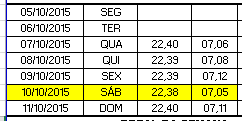 05/10/2015 SEG
06/10/2015 TER
07/10/2015 QUA 22,40 07,06
08/10/2015 QUI 22,39 07,08
09/10/2015 SEX 22,39 07,12
10/10/2015 SÁB 22,38 07,05
11/10/2015 DOM 22,40 07,11